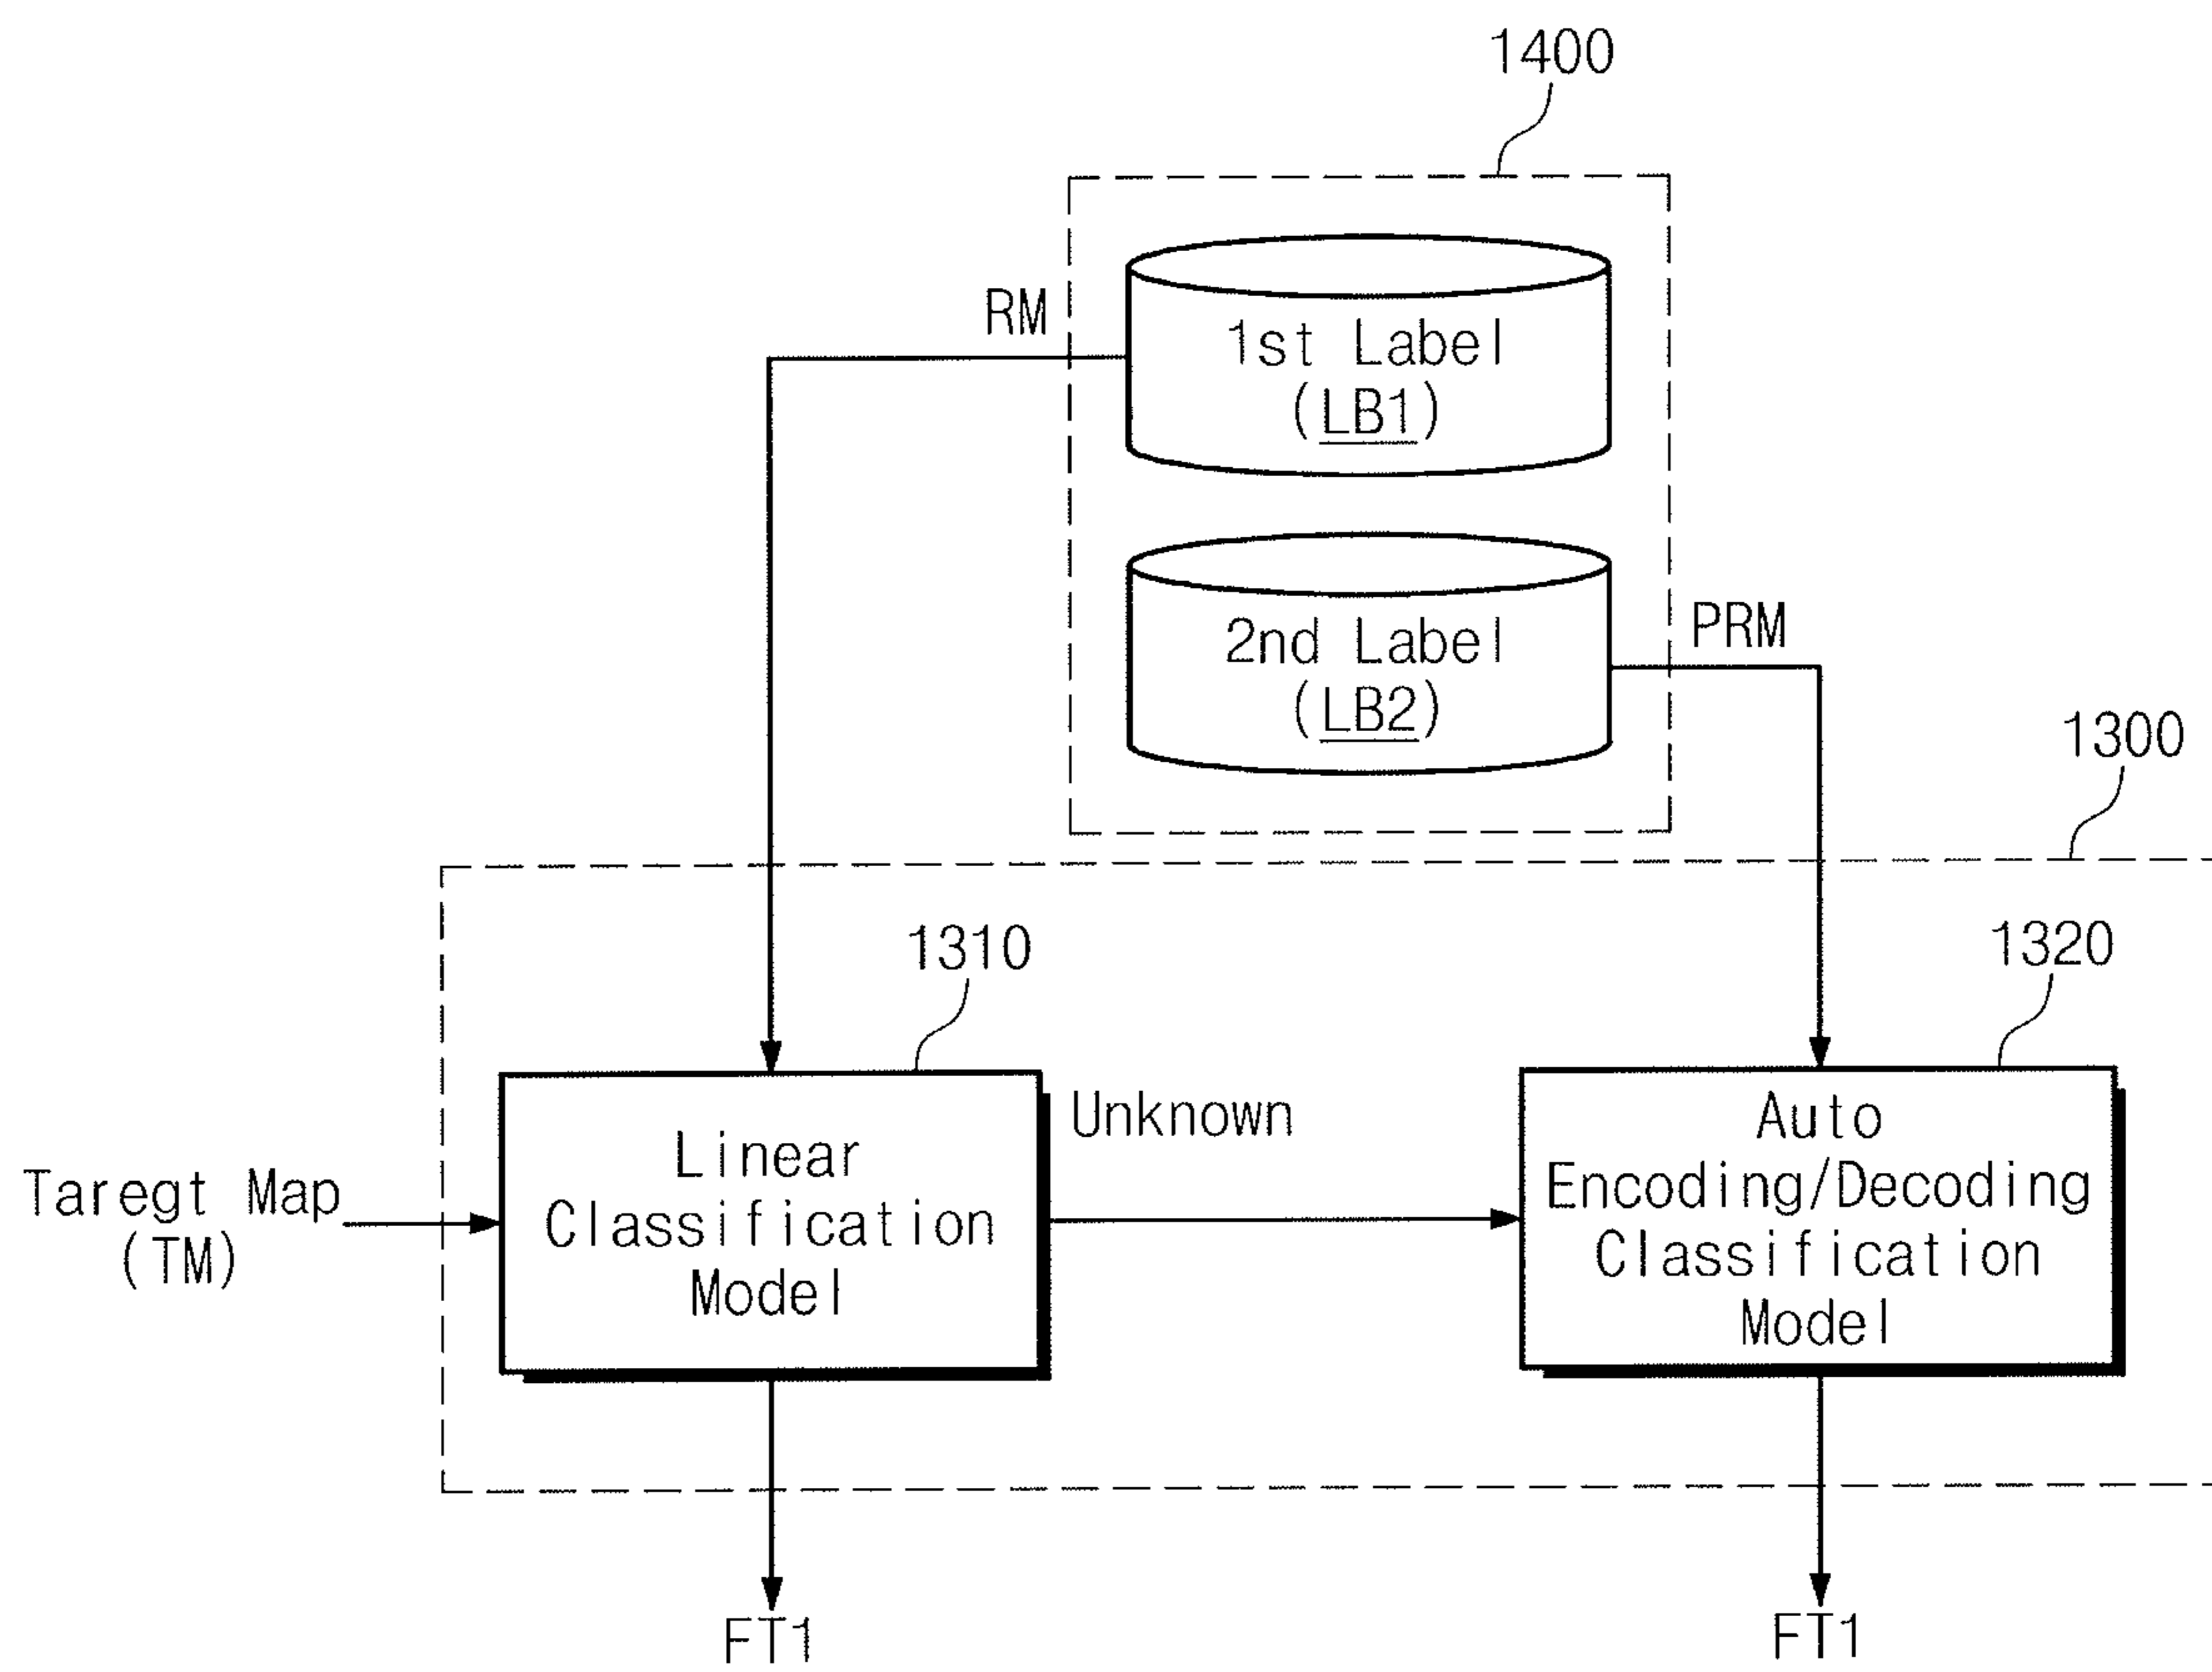 1400
RM
1st Label
(LB1)
2nd Label
(LB2)
PRM
1300
1310
1320
Taregt Map
(TM)
Linear
Classification
Model
Unknown
Auto
Encoding/Decoding
Classification
Model
FT1
FT1